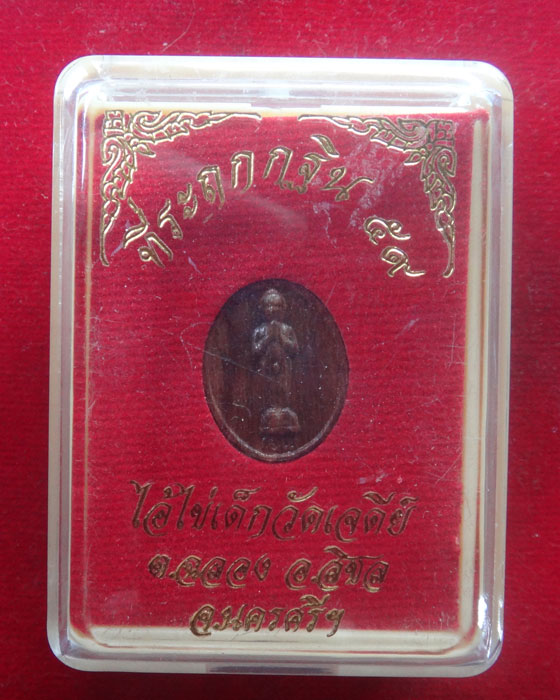 ที่ระลึกกฐิน ๕๙
ไอ้ไข่เด็กวัดเจดีย์
ต.ฉลอง อ.สิชล
จ.นครศรีฯ